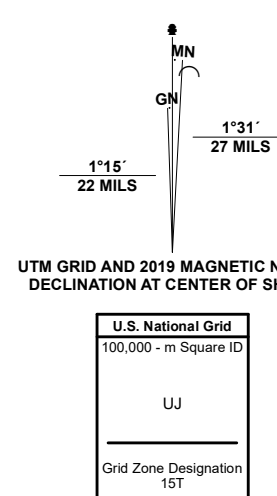 MN
GN
1°31´
27 MILS
1°15´
22 MILS
UTM GRID AND 2019 MAGNETIC N
DECLINATION AT CENTER OF SH
U.S. National Grid
100,000 - m Square ID
UJ
Grid Zone Designation
15T